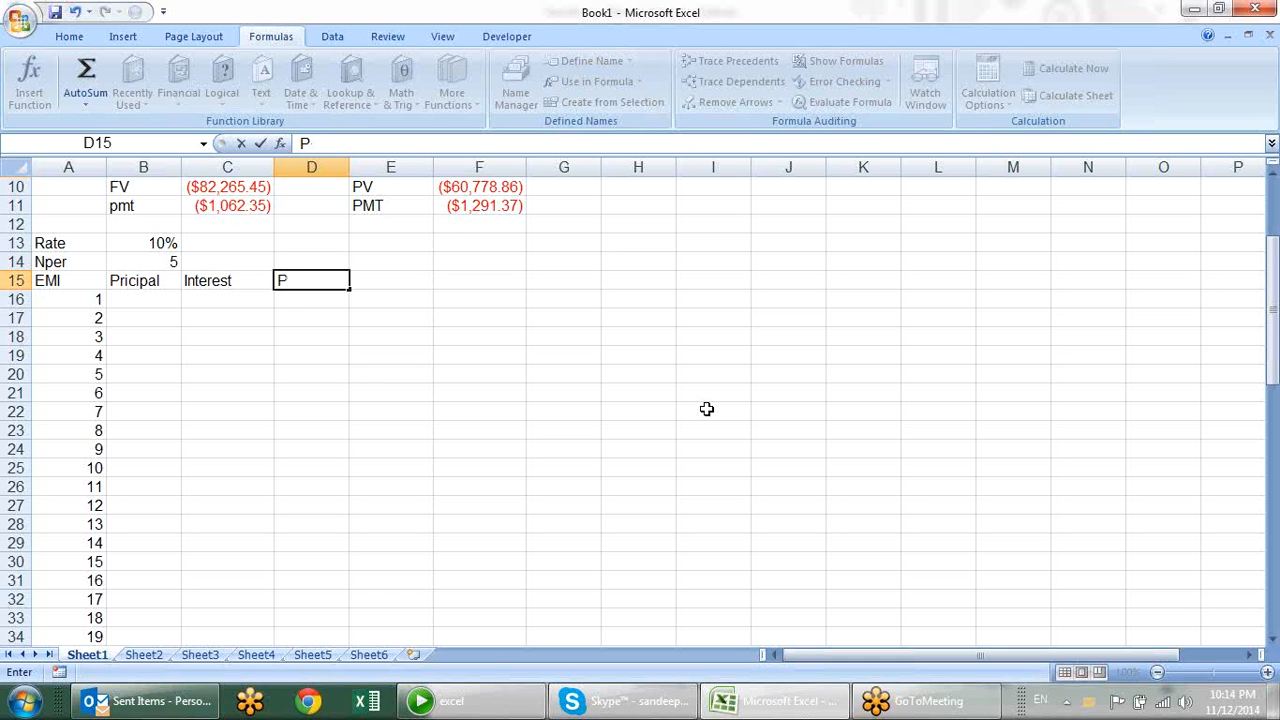 Book1 - Microsoft Excel
Home Insert Page Layout Formulas Data Review View Developer
Insert Function
AutoSum
Recently Used
Financial
Logical
Text
Date & Time
Lookup & Reference
Math & Trig
More Functions
Function Library
Name Manager
Define Name
Use in Formula
Create from Selection
Defined Names
Trace Precedents
Trace Dependents
Remove Arrows
Show Formulas
Error Checking
Evaluate Formula
Formula Auditing
Watch Window
Calculation Options
Calculate Now
Calculate Sheet
Calculation
D15 fx P
A B C D E F G H I J K L M N O P
10 FV ($82,265.45) PV ($60,778.86)
11 pmt ($1,062.35) PMT ($1,291.37)
12
13 Rate 10%
14 Nper 5
15 EMI Pricipal Interest P
16 1
17 2
18 3
19 4
20 5
21 6
22 7
23 8
24 9
25 10
26 11
27 12
28 13
29 14
30 15
31 16
32 17
33 18
34 19
Sheet1 Sheet2 Sheet3 Sheet4 Sheet5 Sheet6
Enter 100%
Sent Items - Perso... excel Skype™ - sandeep... Microsoft Excel - ... GoToMeeting EN 10:14 PM
11/12/2014